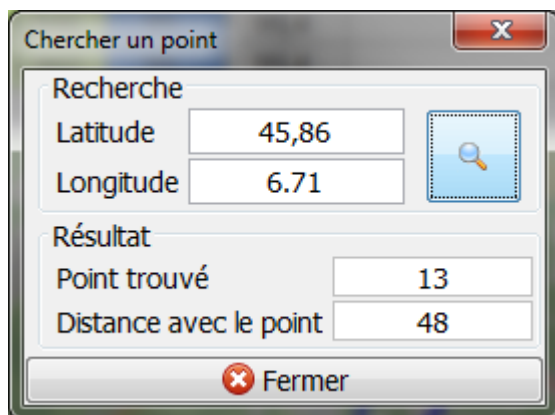 Chercher un point
Recherche
Latitude 45,86
Longitude 6.71
Résultat
Point trouvé 13
Distance avec le point 48
Fermer